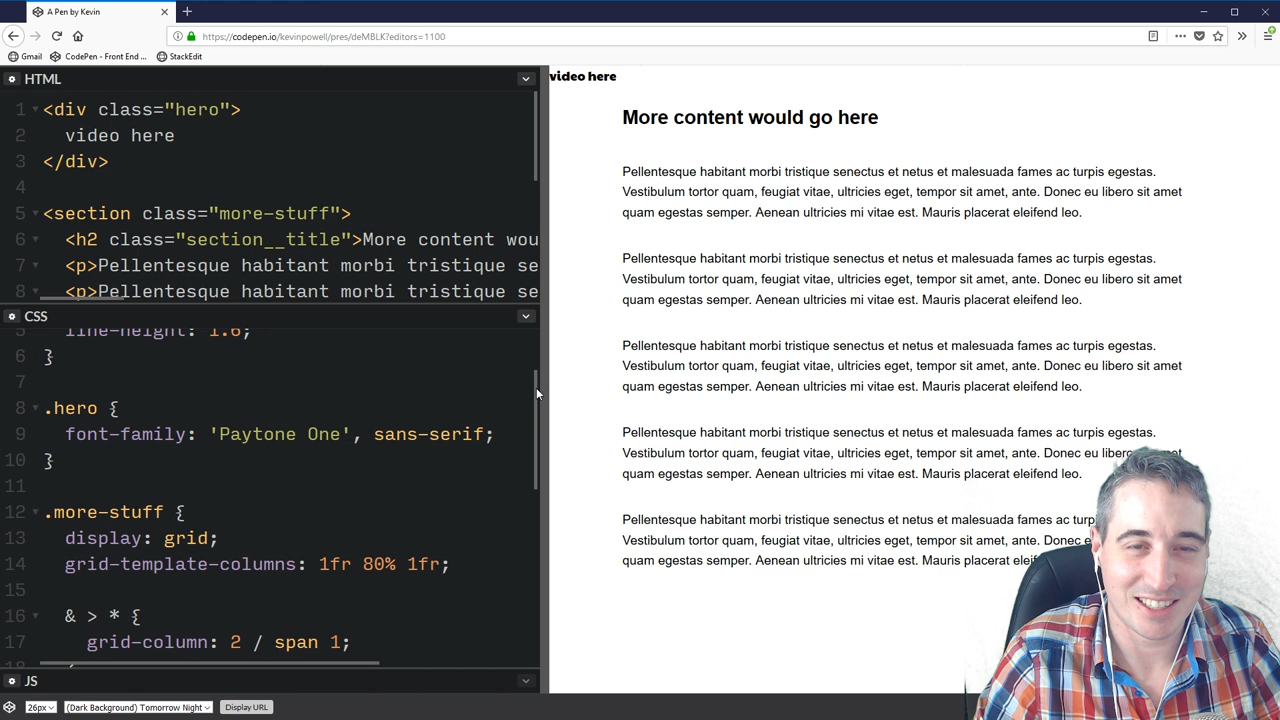 A Pen by Kevin
https://codepen.io/kevinpowell/pres/deMBLK?editors=1100
Gmail
CodePen - Front End ...
StackEdit
HTML
1 <div class="hero">
2 video here
3 </div>
4
5 <section class="more-stuff">
6 <h2 class="section__title">More content wou
7 <p>Pellentesque habitant morbi tristique se
8 <p>Pellentesque habitant morbi tristique se
CSS
5 line-height: 1.6;
6 }
7
8 .hero {
9 font-family: 'Paytone One', sans-serif;
10 }
11
12 .more-stuff {
13 display: grid;
14 grid-template-columns: 1fr 80% 1fr;
15
16 & > * {
17 grid-column: 2 / span 1;
18
JS
26px
(Dark Background) Tomorrow Night
Display URL
video here
More content would go here
Pellentesque habitant morbi tristique senectus et netus et malesuada fames ac turpis egestas.
Vestibulum tortor quam, feugiat vitae, ultricies eget, tempor sit amet, ante. Donec eu libero sit amet
quam egestas semper. Aenean ultricies mi vitae est. Mauris placerat eleifend leo.
Pellentesque habitant morbi tristique senectus et netus et malesuada fames ac turpis egestas.
Vestibulum tortor quam, feugiat vitae, ultricies eget, tempor sit amet, ante. Donec eu libero sit amet
quam egestas semper. Aenean ultricies mi vitae est. Mauris placerat eleifend leo.
Pellentesque habitant morbi tristique senectus et netus et malesuada fames ac turpis egestas.
Vestibulum tortor quam, feugiat vitae, ultricies eget, tempor sit amet, ante. Donec eu libero sit amet
quam egestas semper. Aenean ultricies mi vitae est. Mauris placerat eleifend leo.
Pellentesque habitant morbi tristique senectus et netus et malesuada fames ac turpis egestas.
Vestibulum tortor quam, feugiat vitae, ultricies eget, tempor sit amet, ante. Donec eu libero
quam egestas semper. Aenean ultricies mi vitae est. Mauris placerat eleifend leo.
Pellentesque habitant morbi tristique senectus et netus et malesuada fames ac turp
Vestibulum tortor quam, feugiat vitae, ultricies eget, tempor sit amet, ante. Donec e
quam egestas semper. Aenean ultricies mi vitae est. Mauris placerat eleif